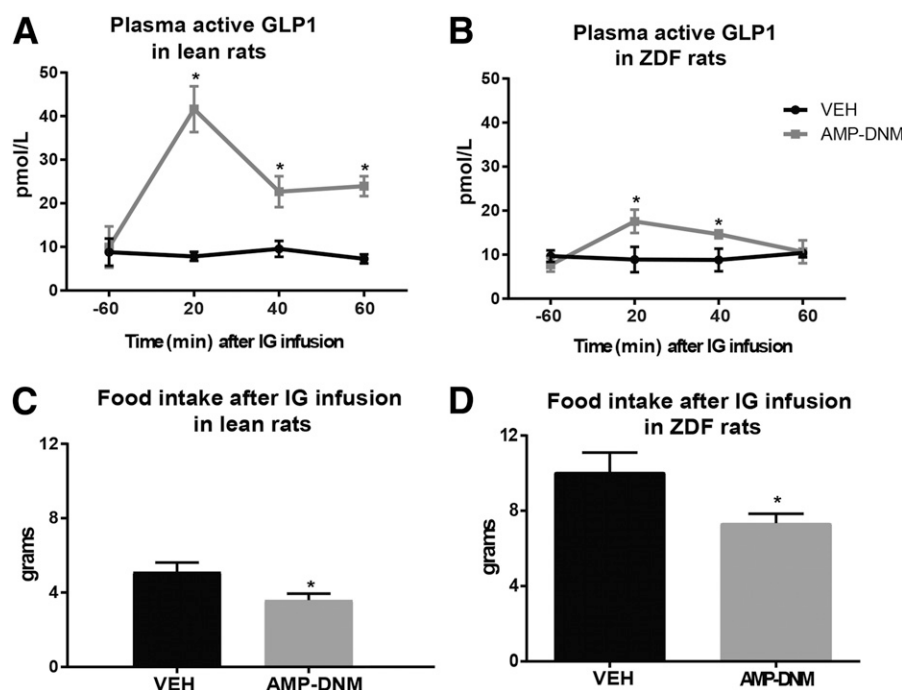 A
Plasma active GLP1
in lean rats
pmol/L
50
40
30
20
10
0
*
*
*
-60
20
40
60
Time (min) after IG infusion
B
Plasma active GLP1
in ZDF rats
pmol/L
50
40
30
20
10
0
*
*
VEH
AMP-DNM
-60
20
40
60
Time (min) after IG infusion
C
Food intake after IG infusion
in lean rats
grams
12
8
4
0
*
VEH
AMP-DNM
D
Food intake after IG infusion
in ZDF rats
grams
12
8
4
0
*
VEH
AMP-DNM